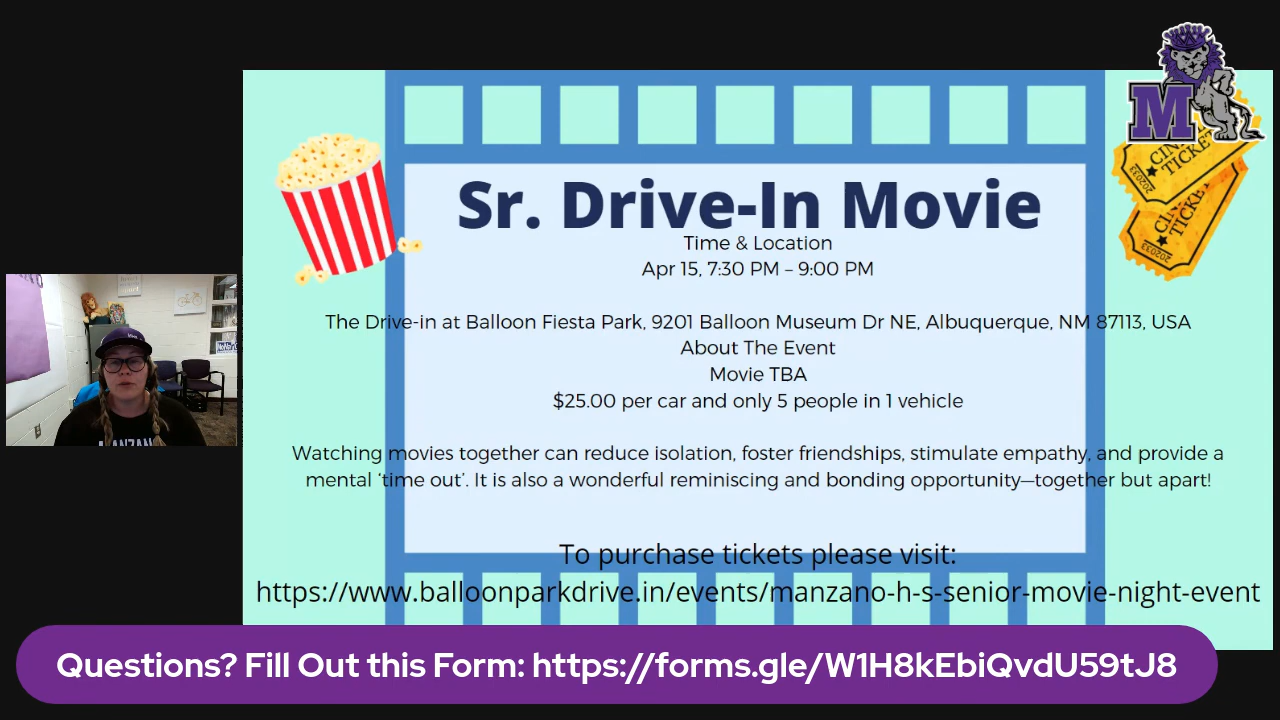 M
CINEMA
TICKET
202033
TICKET
202033
Sr. Drive-In Movie
Time & Location
Apr 15, 7:30 PM – 9:00 PM
The Drive-in at Balloon Fiesta Park, 9201 Balloon Museum Dr NE, Albuquerque, NM 87113, USA
About The Event
Movie TBA
$25.00 per car and only 5 people in 1 vehicle
Watching movies together can reduce isolation, foster friendships, stimulate empathy, and provide a
mental ‘time out’. It is also a wonderful reminiscing and bonding opportunity—together but apart!
To purchase tickets please visit:
https://www.balloonparkdrive.in/events/manzano-h-s-senior-movie-night-event
Questions? Fill Out this Form: https://forms.gle/W1H8kEbiQvdU59tJ8